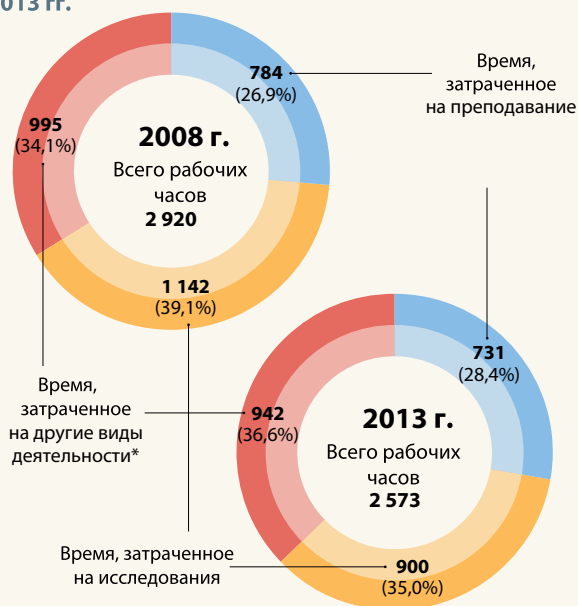 013 гг.
784
(26,9%)
Время,
затраченное
на преподавание
995
(34,1%)
2008 г.
Всего рабочих
часов
2 920
1 142
(39,1%)
731
(28,4%)
Время,
затраченное
на другие виды
деятельности*
942
(36,6%)
2013 г.
Всего рабочих
часов
2 573
Время, затраченное
на исследования
900
(35,0%)